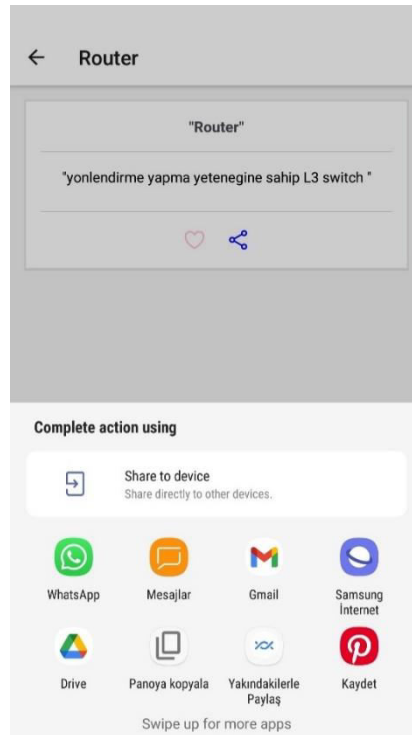 Router
"Router"
"yonlendirme yapma yetenegine sahip L3 switch "
Complete action using
Share to device
Share directly to other devices.
WhatsApp Mesajlar Gmail Samsung
İnternet
Drive Panoya kopyala Yakındakilerle Kaydet
Paylaş
Swipe up for more apps